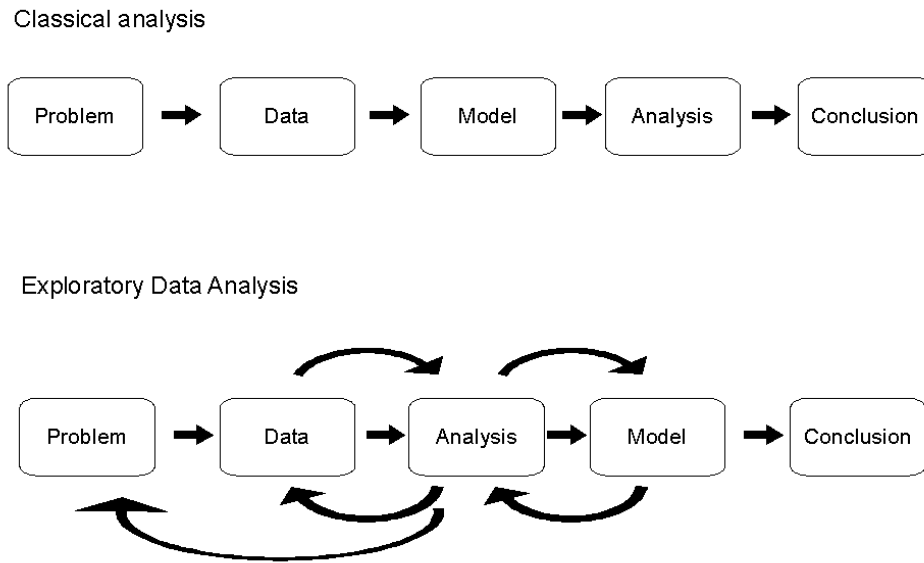 Classical analysis
Problem
Data
Model
Analysis
Conclusion
Exploratory Data Analysis
Problem
Data
Analysis
Model
Conclusion